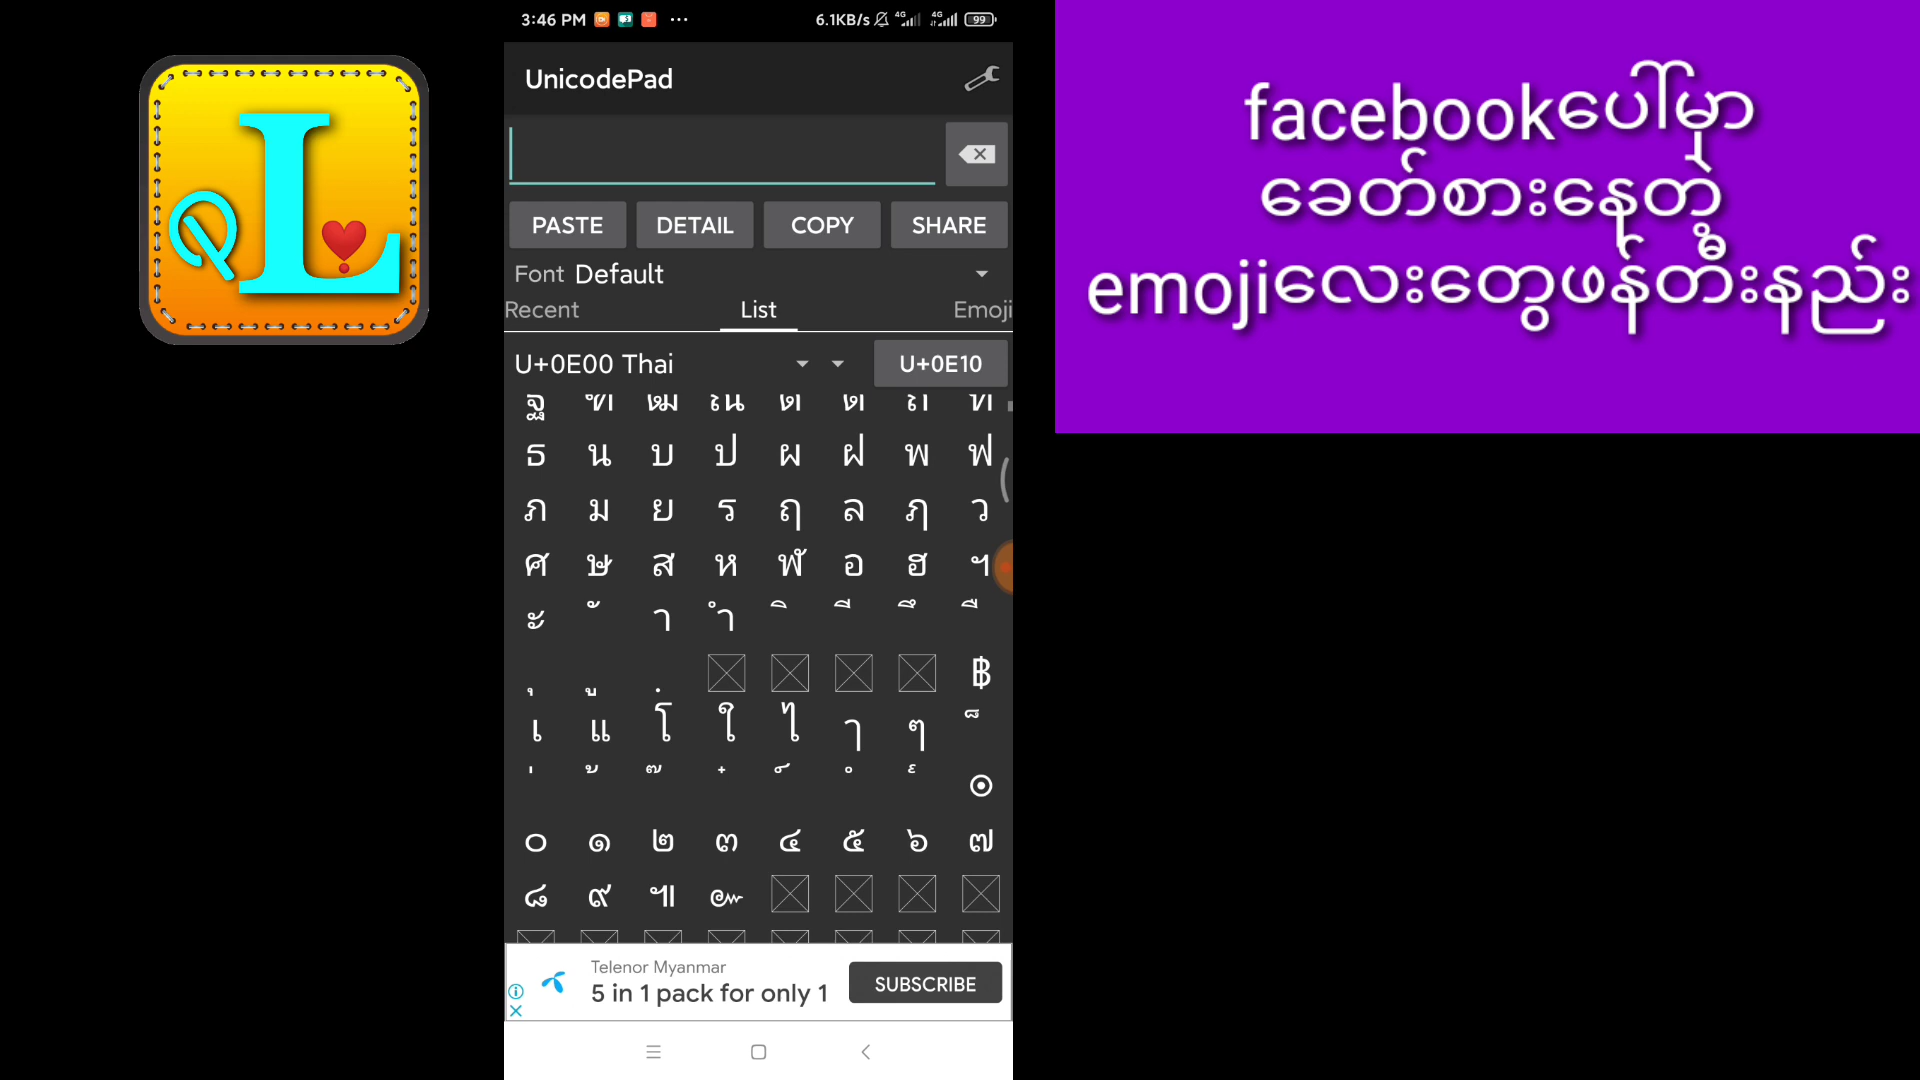 3:46 PM
6.1KB/s 4G 4G 99
UnicodePad
PASTE DETAIL COPY SHARE
Font Default
Recent List Emoji
U+0E00 Thai U+0E10
ฐ ฑ ฒ ณ ด ต ถ ท
ธ น บ ป ผ ฝ พ ฟ
ภ ม ย ร ฤ ล ฦ ว
ศ ษ ส ห ฬ อ ฮ ฯ
ะ ั า ำ ิ ี ึ ื
ุ ู ฺ ฿
เ แ โ ใ ไ ๅ ๆ ็
่ ้ ๊ ๋ ์ ํ ๎ ๏
๐ ๑ ๒ ๓ ๔ ๕ ๖ ๗
๘ ๙ ๚ ๛
Telenor Myanmar
5 in 1 pack for only 1
SUBSCRIBE
facebookပေါ်မှာ
ခေတ်စားနေတဲ့
emojiလေးတွေဖန်တီးနည်း